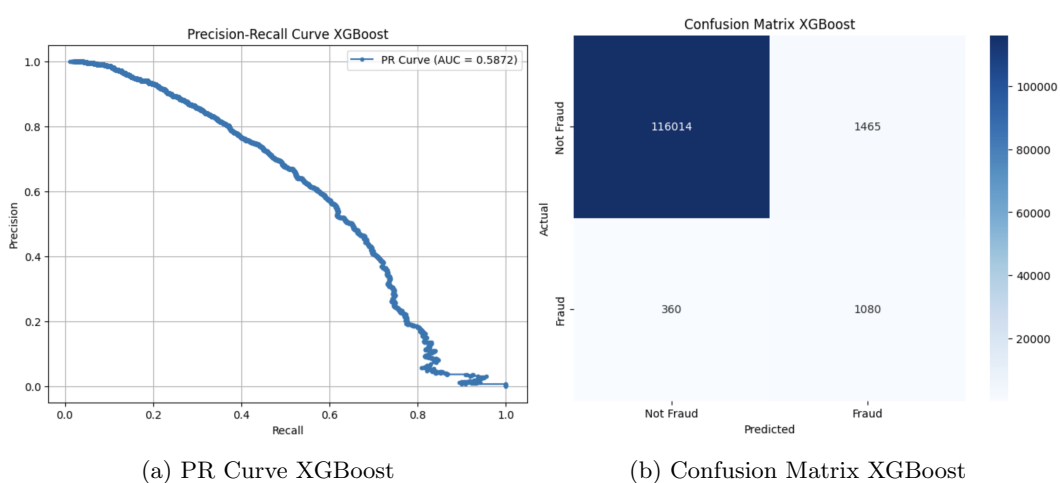 Precision-Recall Curve XGBoost
PR Curve (AUC = 0.5872)
1.0
0.8
0.6
0.4
0.2
0.0
Precision
0.0 0.2 0.4 0.6 0.8 1.0
Recall
(a) PR Curve XGBoost
Confusion Matrix XGBoost
Not Fraud
Fraud
Actual
116014 1465
360 1080
Not Fraud Fraud
Predicted
100000
80000
60000
40000
20000
(b) Confusion Matrix XGBoost